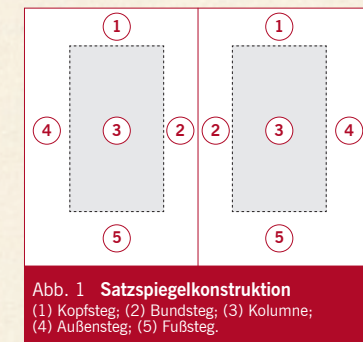 1 1
4 3 2 2 3 4
5 5
Abb. 1 Satzspiegelkonstruktion
(1) Kopfsteg; (2) Bundsteg; (3) Kolumne;
(4) Außensteg; (5) Fußsteg.